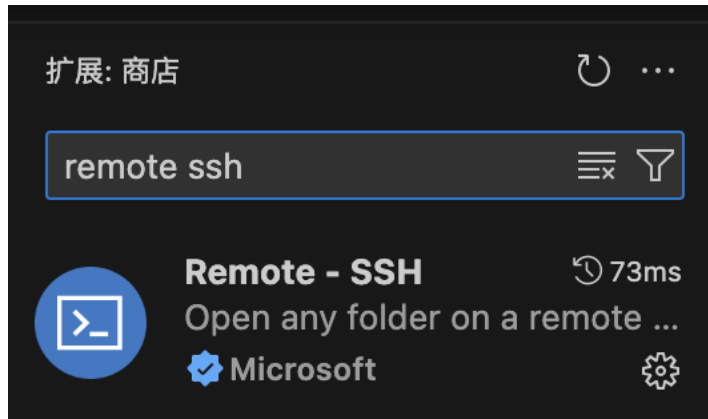 扩展: 商店
remote ssh
Remote - SSH 73ms
Open any folder on a remote ...
Microsoft